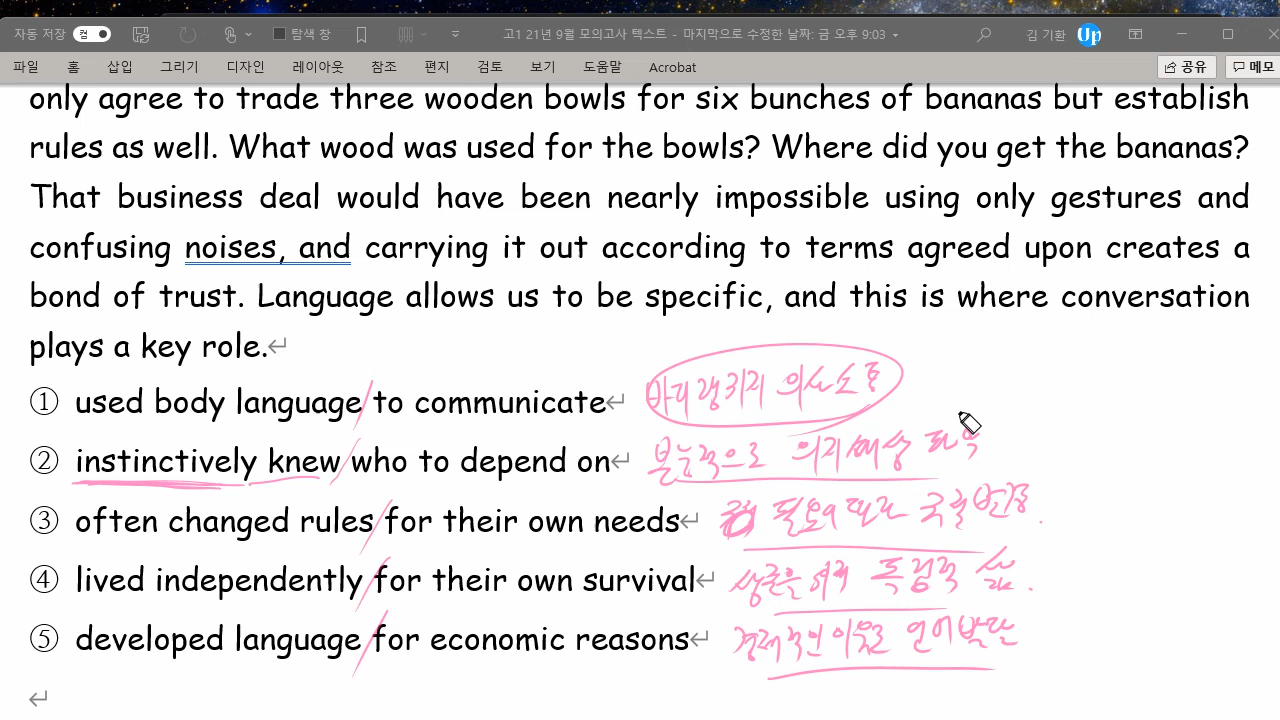 자동 저장 컴 탐색 창 고1 21년 9월 모의고사 텍스트 - 마지막으로 수정한 날짜: 금 오후 9:03 김 기환 Up
파일 홈 삽입 그리기 디자인 레이아웃 참조 편지 검토 보기 도움말 Acrobat 공유 메모
only agree to trade three wooden bowls for six bunches of bananas but establish
rules as well. What wood was used for the bowls? Where did you get the bananas?
That business deal would have been nearly impossible using only gestures and
confusing noises, and carrying it out according to terms agreed upon creates a
bond of trust. Language allows us to be specific, and this is where conversation
plays a key role.
① used body language to communicate 바디랭귀지 의사소통
② instinctively knew who to depend on 본능적으로 의지대상 파악
③ often changed rules for their own needs 필요에 따라 규칙변경.
④ lived independently for their own survival 생존을 위해 독립적 삶.
⑤ developed language for economic reasons 경제적인 이유로 언어발달